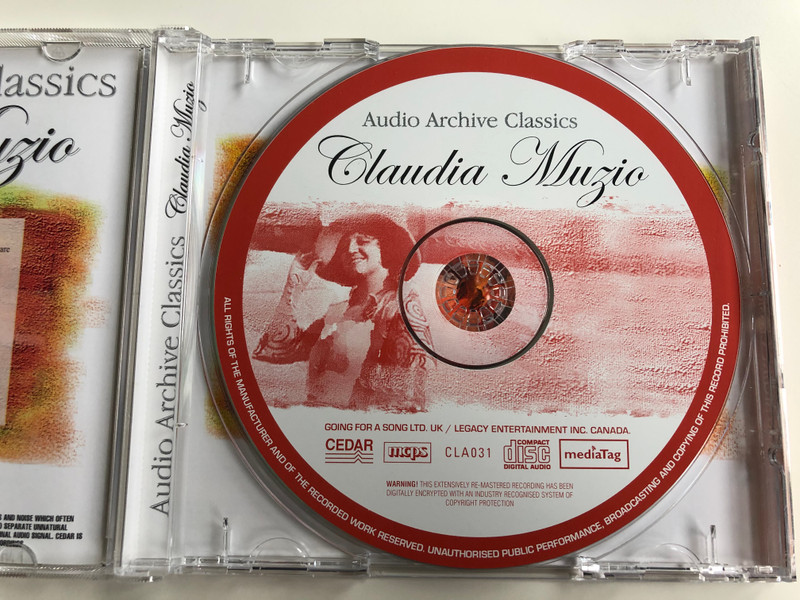 lassics
uzio
are
S AND NOISE WHICH OFTEN
O SEPARATE UNNATURAL
NAL AUDIO SIGNAL. CEDAR IS
Audio Archive Classics Claudia Muzio
Audio Archive Classics
Claudia Muzio
GOING FOR A SONG LTD. UK / LEGACY ENTERTAINMENT INC. CANADA.
CEDAR mcps CLA031 COMPACT disc DIGITAL AUDIO mediaTag
WARNING! THIS EXTENSIVELY RE-MASTERED RECORDING HAS BEEN
DIGITALLY ENCRYPTED WITH AN INDUSTRY RECOGNISED SYSTEM OF
COPYRIGHT PROTECTION
ALL RIGHTS OF THE MANUFACTURER AND OF THE RECORDED WORK RESERVED. UNAUTHORISED PUBLIC PERFORMANCE, BROADCASTING AND COPYING OF THIS RECORD PROHIBITED.